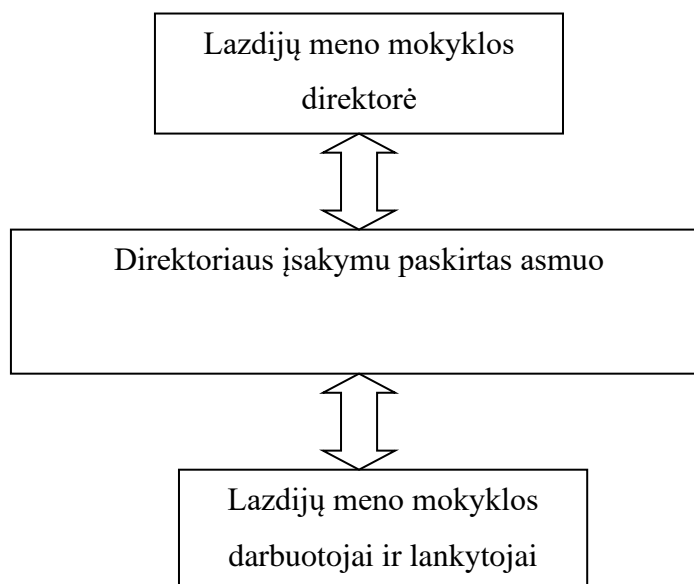 Lazdijų meno mokyklos
direktorė
Direktoriaus įsakymu paskirtas asmuo
Lazdijų meno mokyklos
darbuotojai ir lankytojai